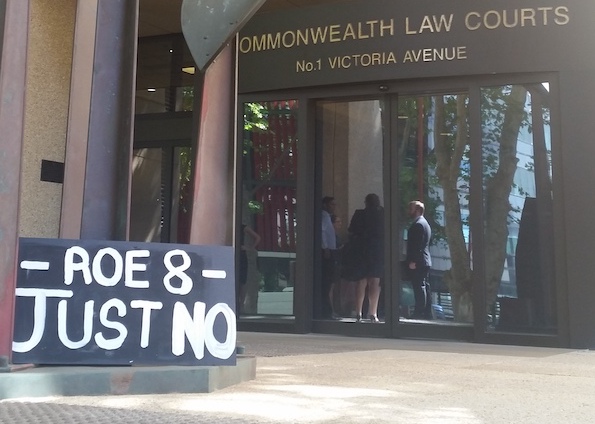 OMMONWEALTH LAW COURTS
No.1 VICTORIA AVENUE
- ROE 8 -
JUST NO